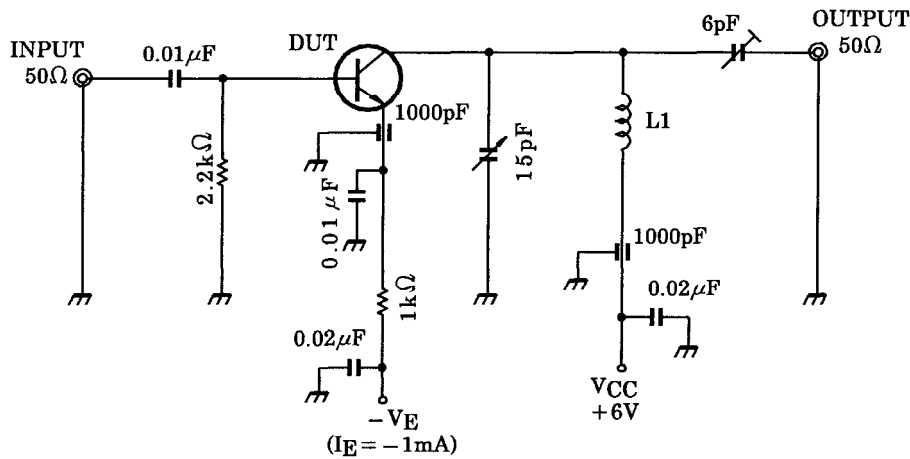 INPUT
50Ω
0.01μF
DUT
6pF
OUTPUT
50Ω
2.2kΩ
1000pF
0.01μF
15pF
L1
1000pF
1kΩ
0.02μF
0.02μF
−VE
(IE=−1mA)
VCC
+6V